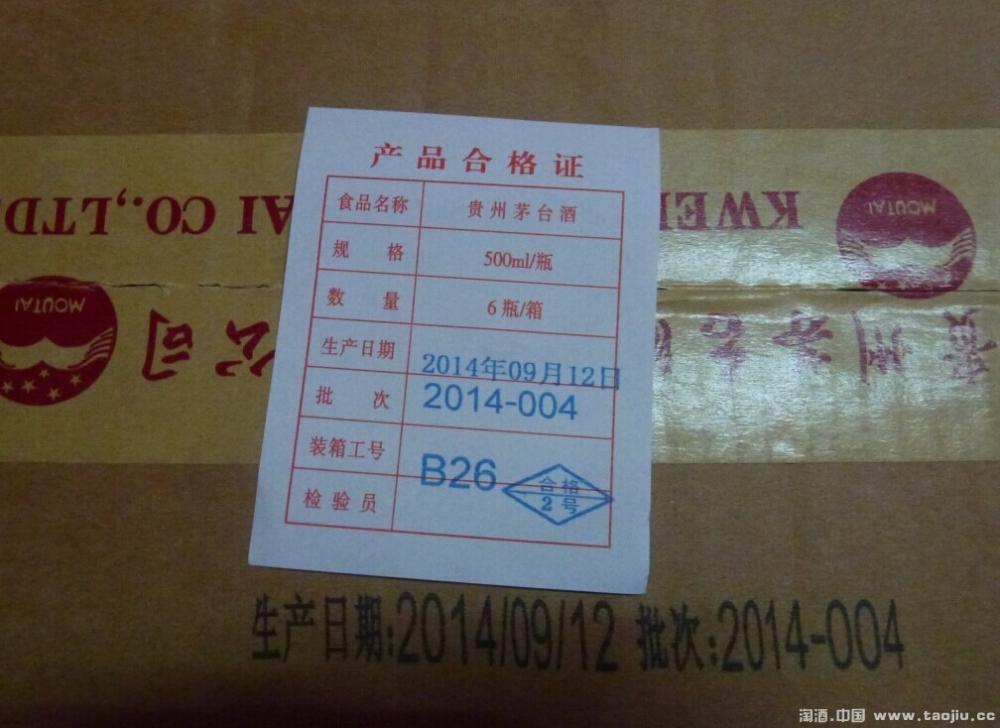 产品合格证
食品名称 贵州茅台酒
规格 500ml/瓶
数量 6瓶/箱
生产日期 2014年09月12日
批次 2014-004
装箱工号 B26
检验员 合格
2号
KWEI
AI CO.,LTD.
MOUTAI
MOUTAI
公司
生产日期:2014/09/12 批次:2014-004
淘酒.中国 www.taojiu.cc